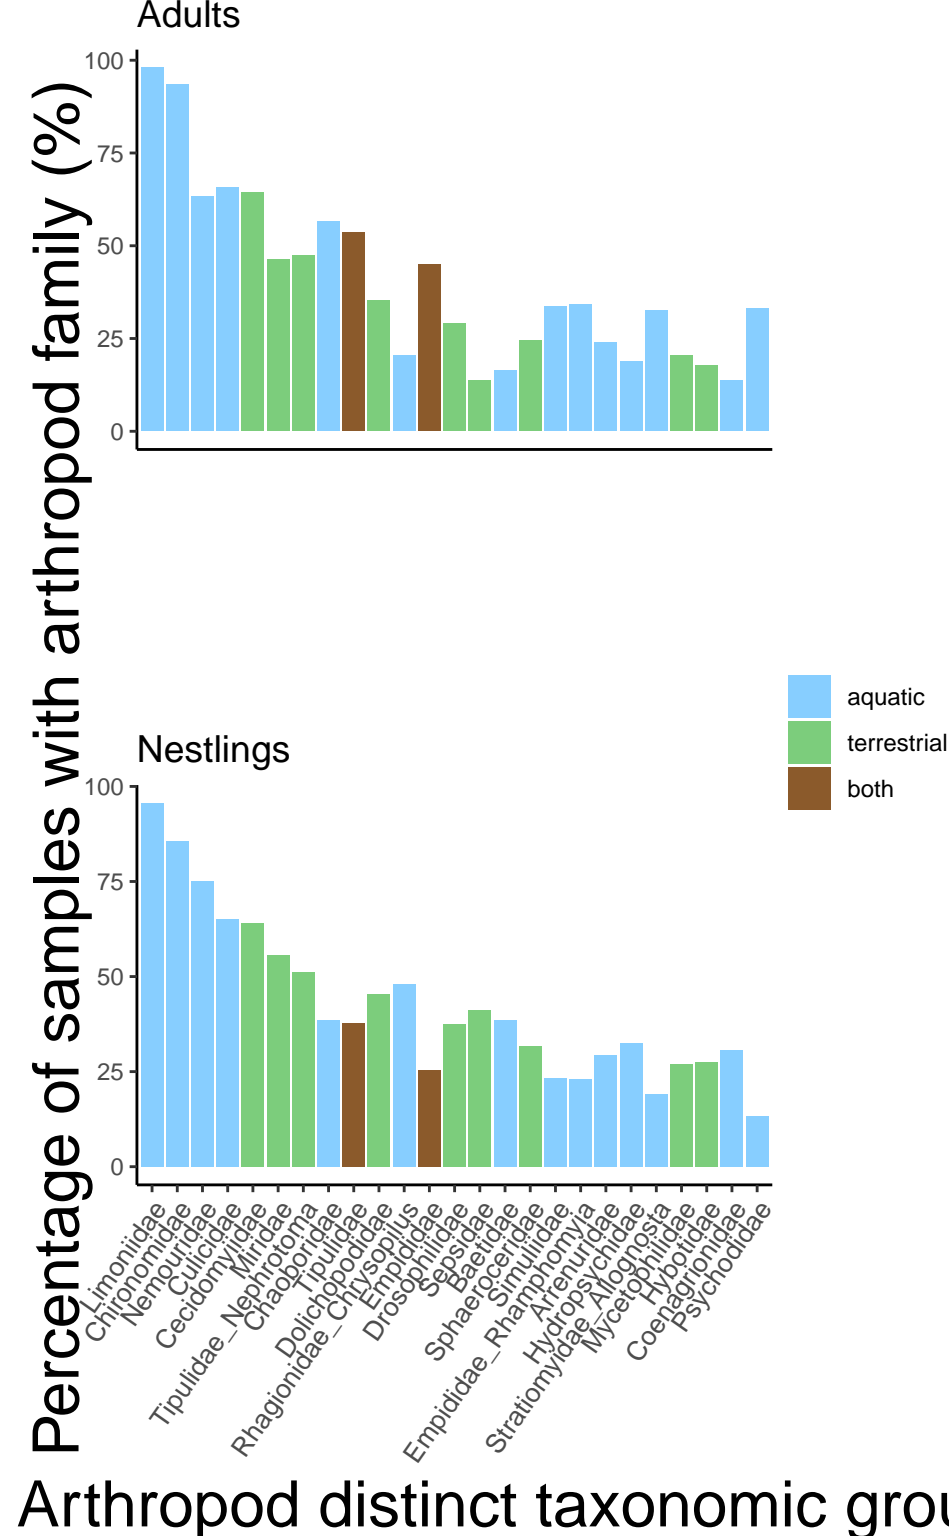 Adults
100
75
50
25
0
Percentage of samples with arthropod family (%)
aquatic
terrestrial
both
Nestlings
100
75
50
25
0
Limoniidae
Chironomidae
Nemouridae
Culicidae
Cecidomyiidae
Miridae
Tipulidae_Nephrotoma
Chaoboridae
Tipulidae
Dolichopodidae
Rhagionidae_Chrysopilus
Empididae
Drosophilidae
Sepsidae
Baetidae
Sphaeroceridae
Simuliidae
Empididae_Rhamphomyia
Arrenuridae
Hydropsychidae
Stratiomyidae_Alognosta
Mycetophilidae
Hybotidae
Coenagrionidae
Psychodidae
Arthropod distinct taxonomic grou